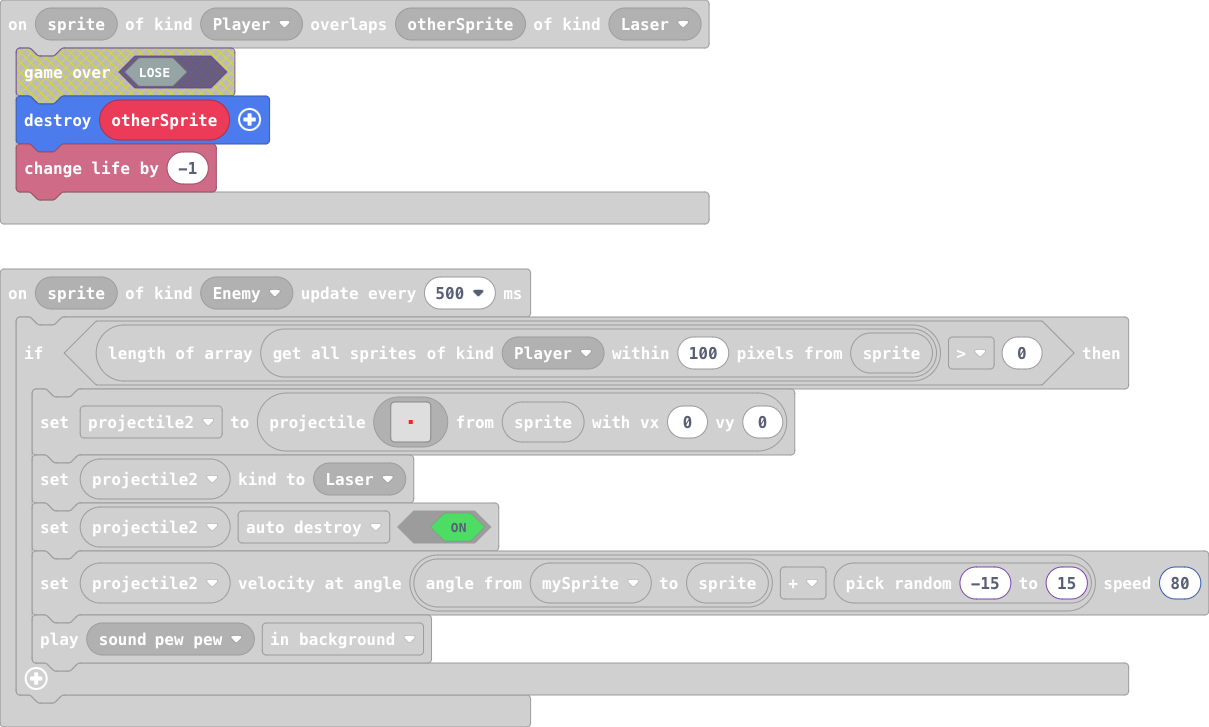 on sprite of kind Player overlaps otherSprite of kind Laser
game over LOSE
destroy otherSprite
change life by -1
on sprite of kind Enemy update every 500 ms
if length of array get all sprites of kind Player within 100 pixels from sprite > 0 then
set projectile2 to projectile from sprite with vx 0 vy 0
set projectile2 kind to Laser
set projectile2 auto destroy ON
set projectile2 velocity at angle angle from mySprite to sprite + pick random -15 to 15 speed 80
play sound pew pew in background